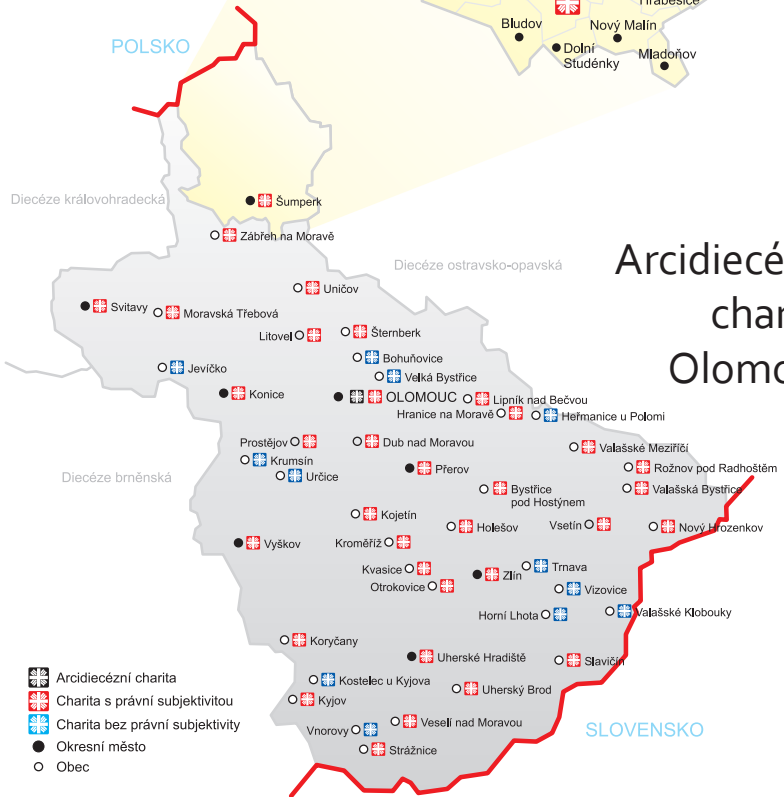 Hraběšice
Bludov
Nový Malín
Dolní
Studénky
Mladoňov
POLSKO
Diecéze královohradecká
Šumperk
Zábřeh na Moravě
Diecéze ostravsko-opavská
Arcidiecé
char
Olomo
Uničov
Svitavy
Moravská Třebová
Litovel
Šternberk
Bohuňovice
Jevíčko
Velká Bystřice
Konice
OLOMOUC
Lipník nad Bečvou
Hranice na Moravě
Heřmanice u Polomi
Prostějov
Dub nad Moravou
Valašské Meziříčí
Krumsín
Přerov
Rožnov pod Radhoštěm
Diecéze brněnská
Určice
Bystřice
pod Hostýnem
Valašská Bystřice
Kojetín
Holešov
Vsetín
Nový Hrozenkov
Vyškov
Kroměříž
Kvasice
Trnava
Otrokovice
Zlín
Vizovice
Horní Lhota
Valašské Klobouky
Koryčany
Uherské Hradiště
Slavičín
Arcidiecézní charita
Kostelec u Kyjova
Uherský Brod
Charita s právní subjektivitou
Kyjov
Charita bez právní subjektivity
Vnorovy
Veselí nad Moravou
SLOVENSKO
Okresní město
Strážnice
Obec